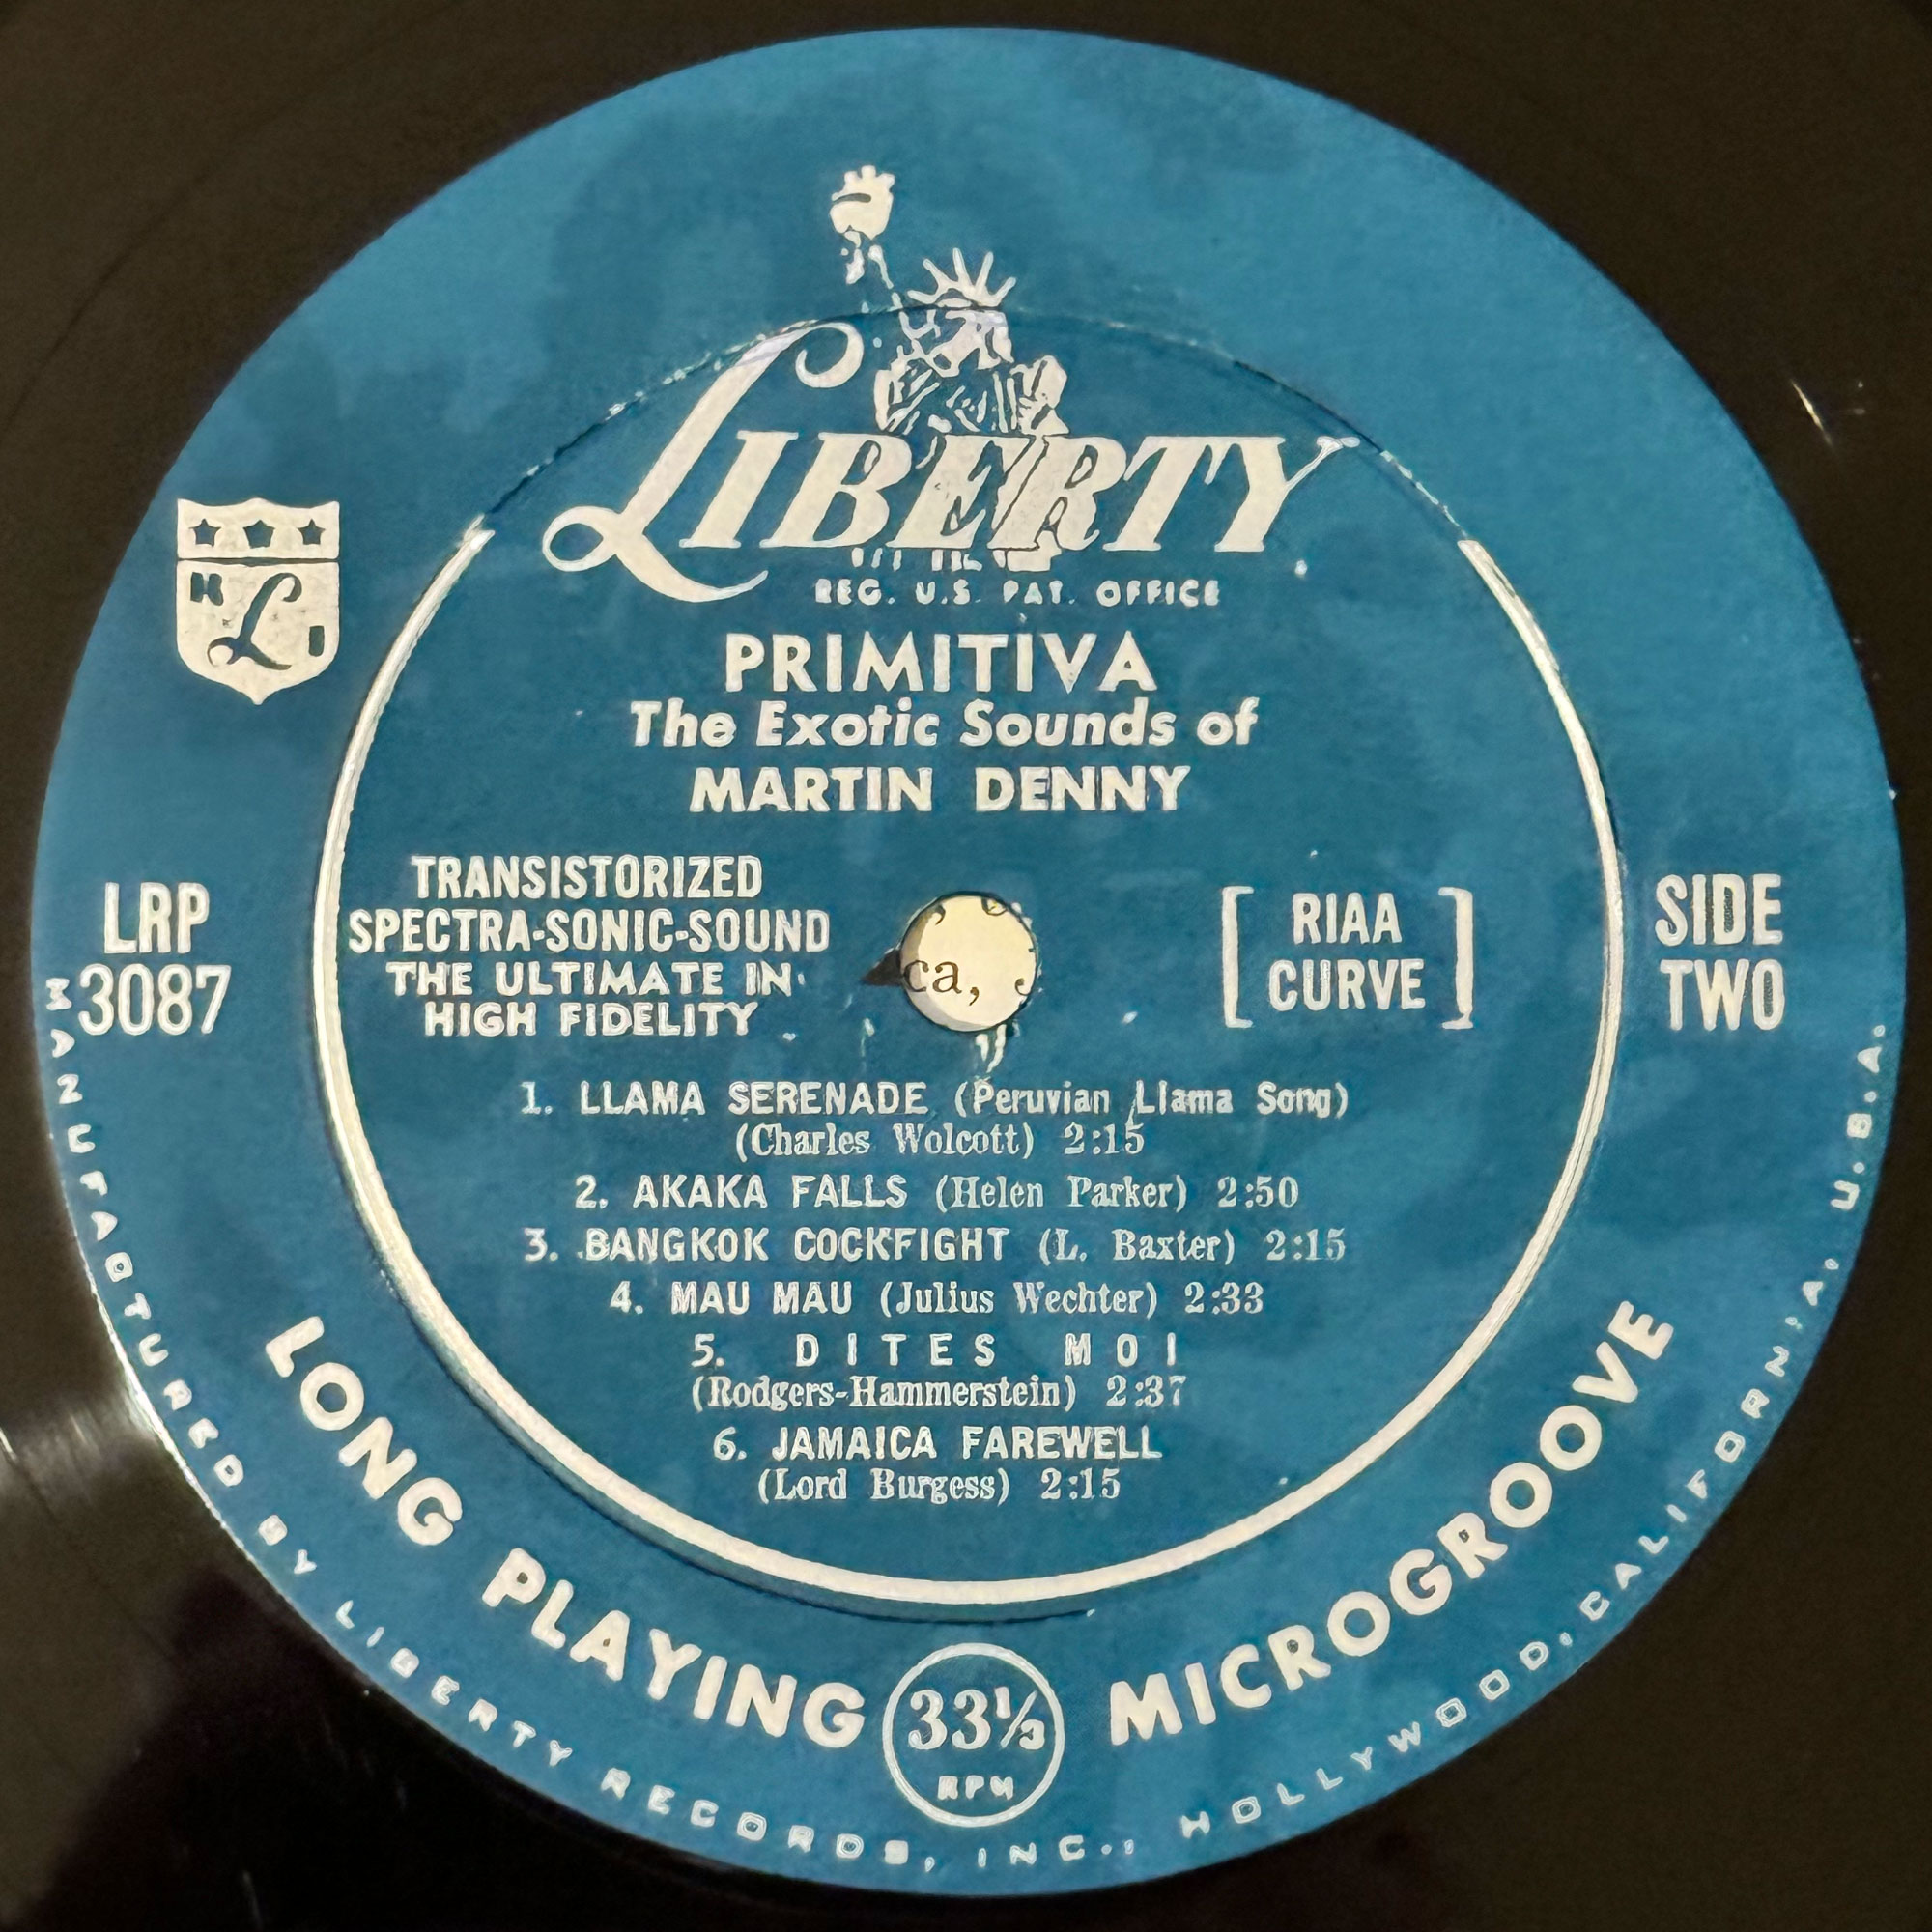 LIBERTY
REG. U.S. PAT. OFFICE
L
PRIMITIVA
The Exotic Sounds of
MARTIN DENNY
LRP
3087
TRANSISTORIZED
SPECTRA-SONIC-SOUND
THE ULTIMATE IN
HIGH FIDELITY
ca,
[RIAA
CURVE]
SIDE
TWO
1. LLAMA SERENADE (Peruvian Llama Song)
(Charles Wolcott) 2:15
2. AKAKA FALLS (Helen Parker) 2:50
3. BANGKOK COCKFIGHT (L. Baxter) 2:15
4. MAU MAU (Julius Wechter) 2:33
5. DITES MOI
(Rodgers-Hammerstein) 2:37
6. JAMAICA FAREWELL
(Lord Burgess) 2:15
LONG PLAYING 33⅓ MICROGROOVE
RPM
MANUFACTURED BY LIBERTY RECORDS, INC., HOLLYWOOD, CALIFORNIA, U.S.A.